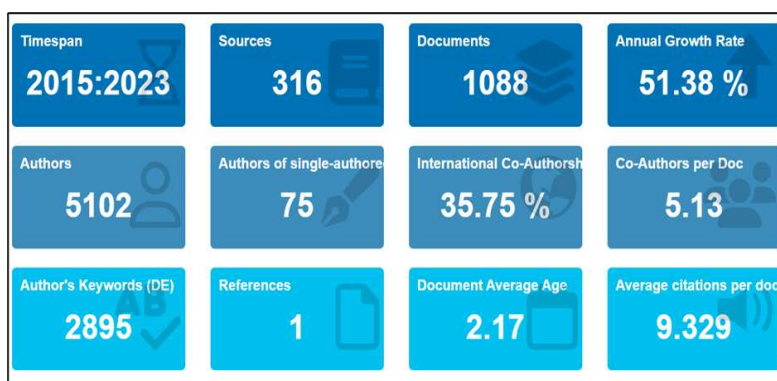 Timespan
2015:2023
Sources
316
Documents
1088
Annual Growth Rate
51.38 %
Authors
5102
Authors of single-authore
75
International Co-Authorsh
35.75 %
Co-Authors per Doc
5.13
Author's Keywords (DE)
2895
AB
References
1
Document Average Age
2.17
Average citations per doc
9.329